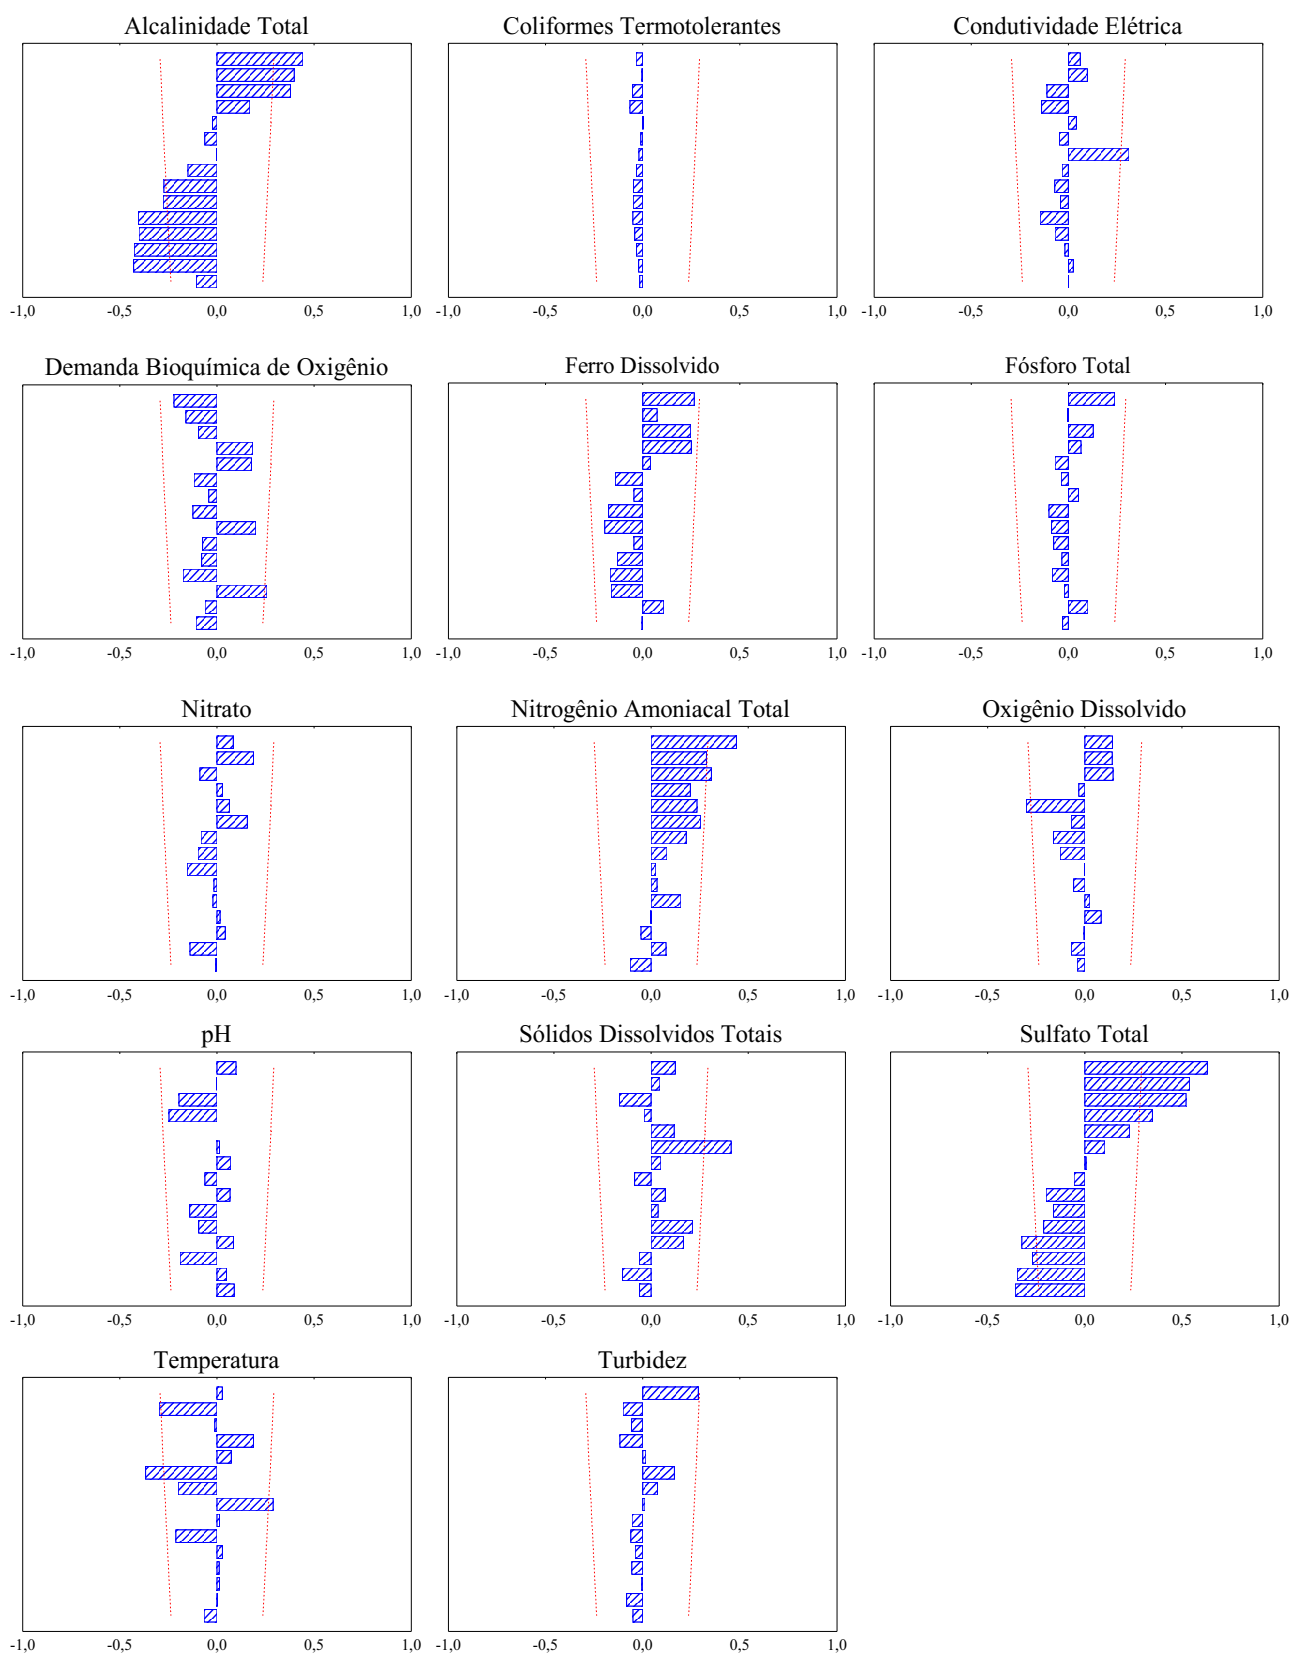 Alcalinidade Total Coliformes Termotolerantes Condutividade Elétrica
-1,0 -0,5 0,0 0,5 1,0 -1,0 -0,5 0,0 0,5 1,0 -1,0 -0,5 0,0 0,5 1,0
Demanda Bioquímica de Oxigênio Ferro Dissolvido Fósforo Total
-1,0 -0,5 0,0 0,5 1,0 -1,0 -0,5 0,0 0,5 1,0 -1,0 -0,5 0,0 0,5 1,0
Nitrato Nitrogênio Amoniacal Total Oxigênio Dissolvido
-1,0 -0,5 0,0 0,5 1,0 -1,0 -0,5 0,0 0,5 1,0 -1,0 -0,5 0,0 0,5 1,0
pH Sólidos Dissolvidos Totais Sulfato Total
-1,0 -0,5 0,0 0,5 1,0 -1,0 -0,5 0,0 0,5 1,0 -1,0 -0,5 0,0 0,5 1,0
Temperatura Turbidez
-1,0 -0,5 0,0 0,5 1,0 -1,0 -0,5 0,0 0,5 1,0